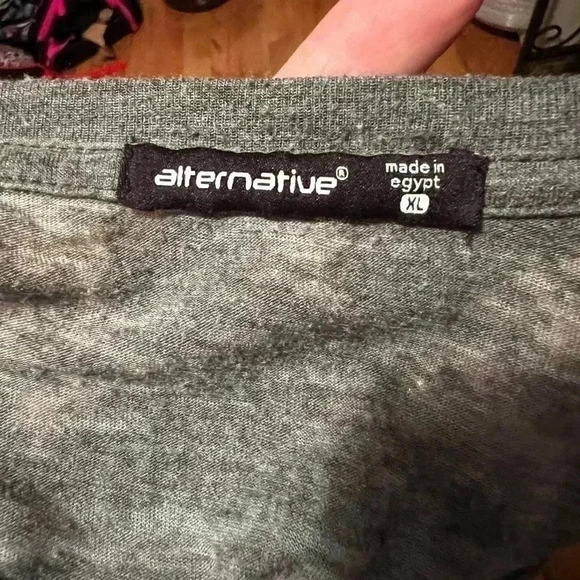 alternative®
made in
egypt
XL